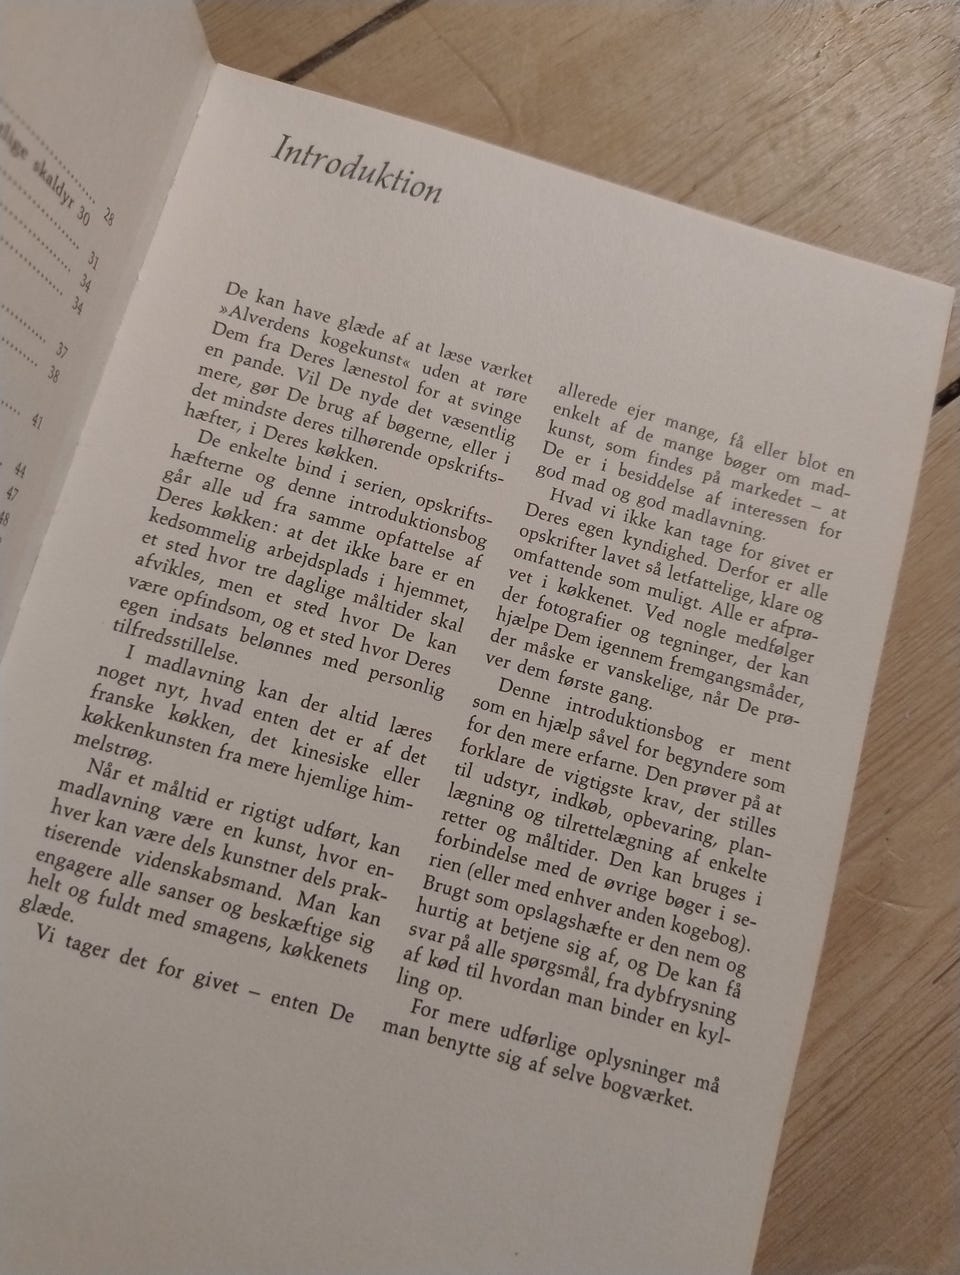 skaldyr 30
28
31
34
34
37
38
41
44
47
48
Introduktion
De kan have glæde af at læse værket
»Alverdens kogekunst« uden at røre
Dem fra Deres lænestol for at svinge
en pande. Vil De nyde det væsentlig
mere, gør De brug af bøgerne, eller i
det mindste deres tilhørende opskrifts-
hæfter, i Deres køkken.
De enkelte bind i serien, opskrifts-
hæfterne og denne introduktionsbog
går alle ud fra samme opfattelse af
Deres køkken: at det ikke bare er en
kedsommelig arbejdsplads i hjemmet,
et sted hvor tre daglige måltider skal
afvikles, men et sted hvor De kan
være opfindsom, og et sted hvor Deres
egen indsats belønnes med personlig
tilfredsstillelse.
I madlavning kan der altid læres
noget nyt, hvad enten det er af det
franske køkken, det kinesiske eller
køkkenkunsten fra mere hjemlige him-
melstrøg.
Når et måltid er rigtigt udført, kan
madlavning være en kunst, hvor en-
hver kan være dels kunstner dels prak-
tiserende videnskabsmand. Man kan
engagere alle sanser og beskæftige sig
helt og fuldt med smagens, køkkenets
glæde.
Vi tager det for givet – enten De
allerede ejer mange, få eller blot en
enkelt af de mange bøger om mad-
kunst, som findes på markedet – at
De er i besiddelse af interessen for
god mad og god madlavning.
Hvad vi ikke kan tage for givet er
Deres egen kyndighed. Derfor er alle
opskrifter lavet så letfattelige, klare og
omfattende som muligt. Alle er afprø-
vet i køkkenet. Ved nogle medfølger
der fotografier og tegninger, der kan
hjælpe Dem igennem fremgangsmåder,
der måske er vanskelige, når De prø-
ver dem første gang.
Denne introduktionsbog er ment
som en hjælp såvel for begyndere som
for den mere erfarne. Den prøver på at
forklare de vigtigste krav, der stilles
til udstyr, indkøb, opbevaring, plan-
lægning og tilrettelægning af enkelte
retter og måltider. Den kan bruges i
forbindelse med de øvrige bøger i se-
rien (eller med enhver anden kogebog).
Brugt som opslagshæfte er den nem og
hurtig at betjene sig af, og De kan få
svar på alle spørgsmål, fra dybfrysning
af kød til hvordan man binder en kyl-
ling op.
For mere udførlige oplysninger må
man benytte sig af selve bogværket.